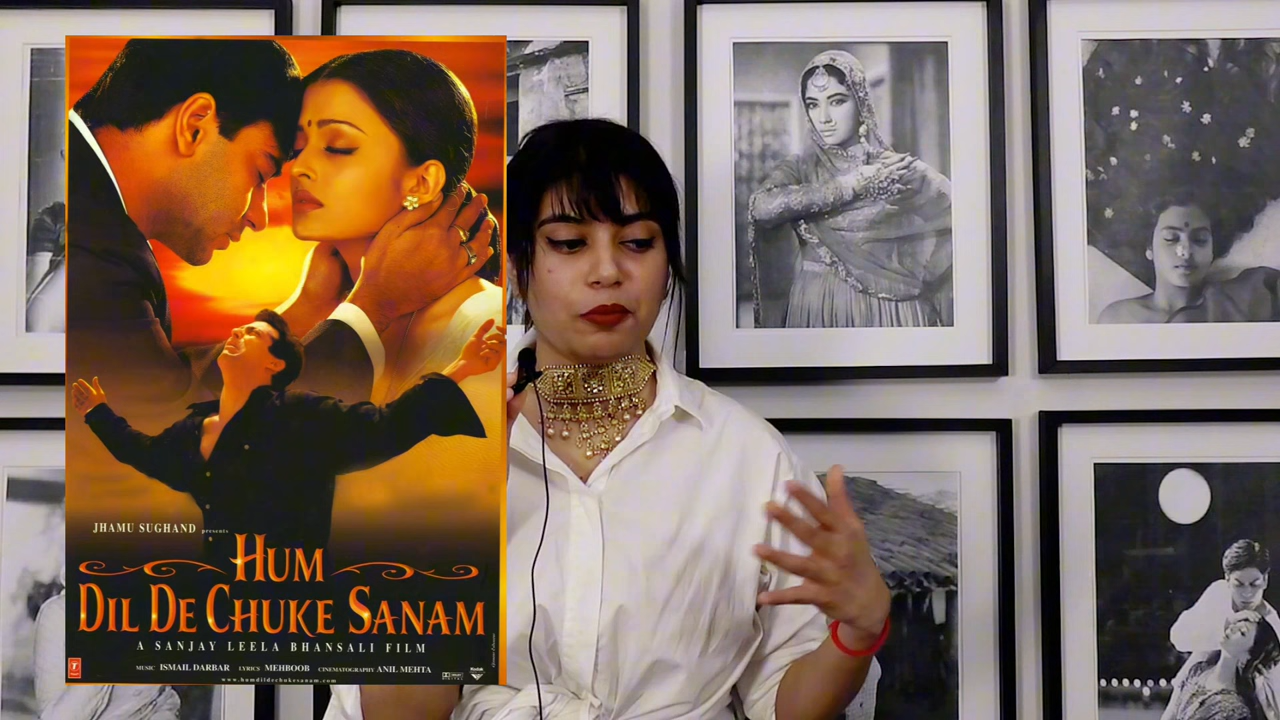 JHAMU SUGHAND presents
HUM
DIL DE CHUKE SANAM
A SANJAY LEELA BHANSALI FILM
MUSIC ISMAIL DARBAR LYRICS MEHBOOB CINEMATOGRAPHY ANIL MEHTA
www.humdildechukesanam.com